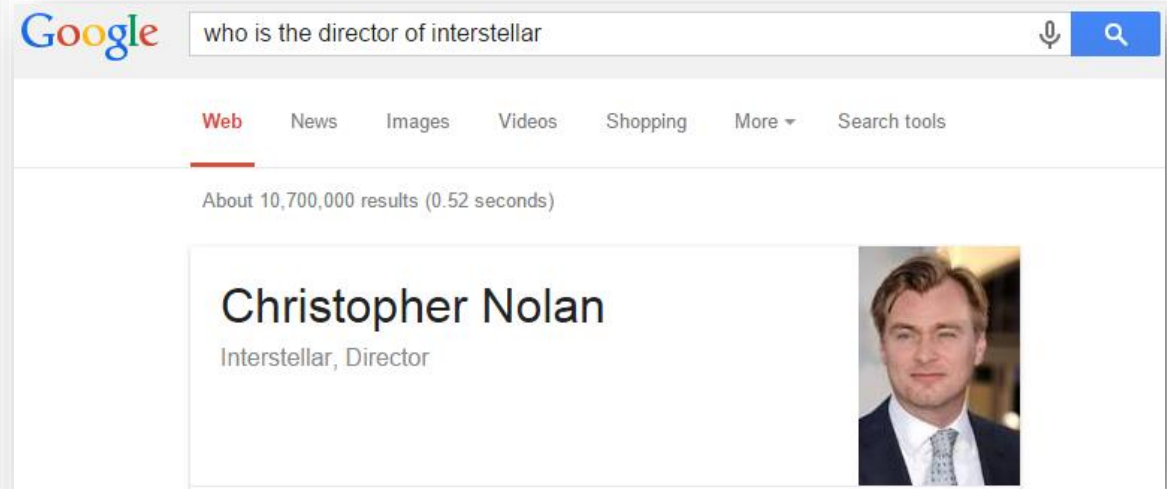 Google who is the director of interstellar
Web News Images Videos Shopping More Search tools
About 10,700,000 results (0.52 seconds)
Christopher Nolan
Interstellar, Director